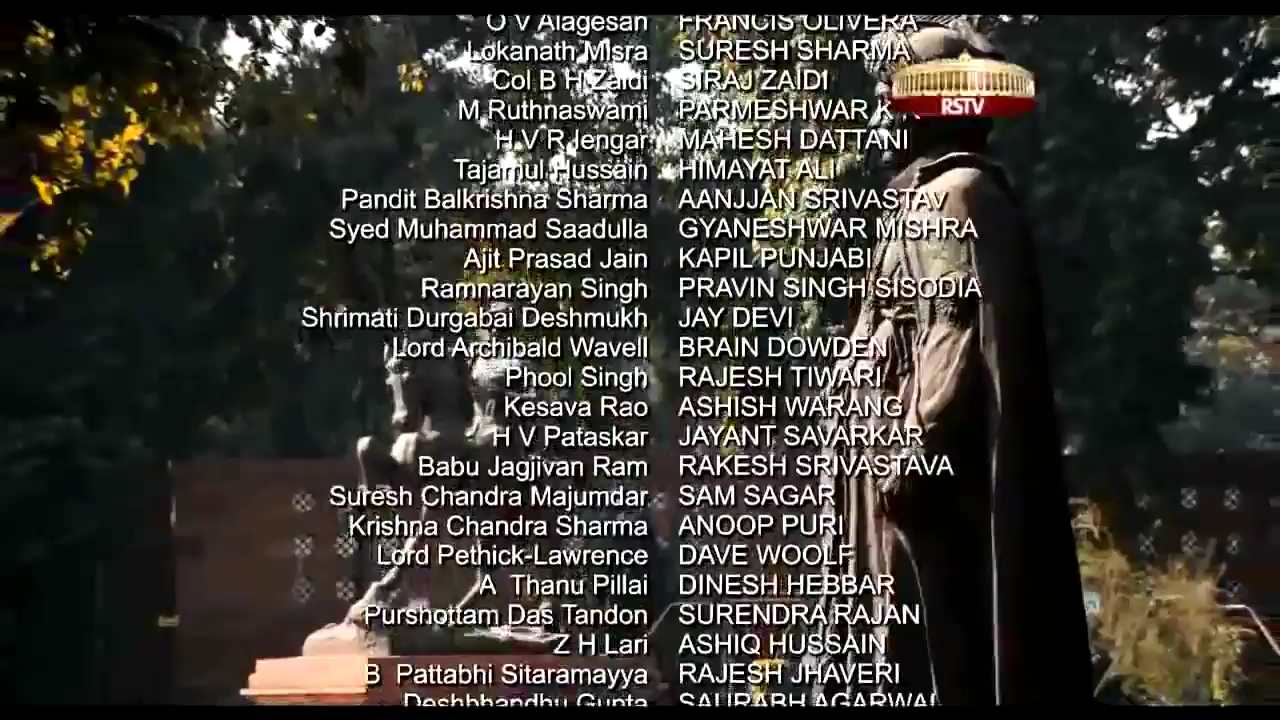 O V Alagesan FRANCIS OLIVERA
Lokanath Misra SURESH SHARMA
Col B H Zaidi SIRAJ ZAIDI
RSTV
M Ruthnaswami PARMESHWAR K R
H V R Iengar MAHESH DATTANI
Tajamul Hussain HIMAYAT ALI
Pandit Balkrishna Sharma AANJJAN SRIVASTAV
Syed Muhammad Saadulla GYANESHWAR MISHRA
Ajit Prasad Jain KAPIL PUNJABI
Ramnarayan Singh PRAVIN SINGH SISODIA
Shrimati Durgabai Deshmukh JAY DEVI
Lord Archibald Wavell BRAIN DOWDEN
Phool Singh RAJESH TIWARI
Kesava Rao ASHISH WARANG
H V Pataskar JAYANT SAVARKAR
Babu Jagjivan Ram RAKESH SRIVASTAVA
Suresh Chandra Majumdar SAM SAGAR
Krishna Chandra Sharma ANOOP PURI
Lord Pethick-Lawrence DAVE WOOLF
A Thanu Pillai DINESH HEBBAR
Purshottam Das Tandon SURENDRA RAJAN
Z H Lari ASHIQ HUSSAIN
B Pattabhi Sitaramayya RAJESH JHAVERI
Deshbhandhu Gupta SAURABH AGARWAL